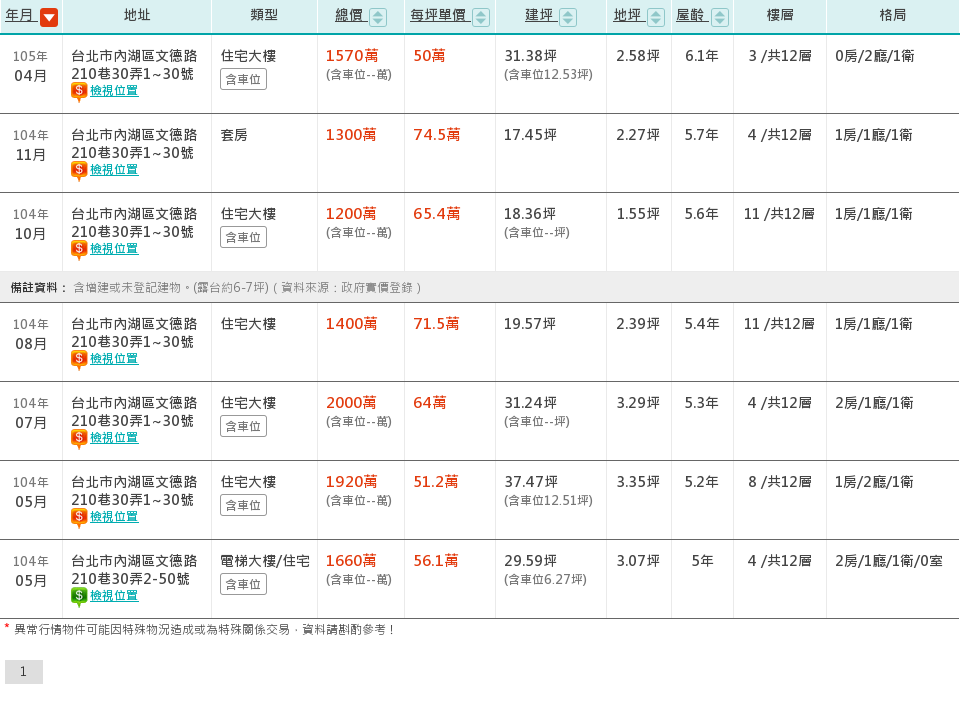 年月 地址 類型 總價 每坪單價 建坪 地坪 屋齡 樓層 格局
105年 台北市內湖區文德路 住宅大樓 1570萬 50萬 31.38坪 2.58坪 6.1年 3 /共12層 0房/2廳/1衛
04月 210巷30弄1~30號 含車位 (含車位--萬) (含車位12.53坪)
$ 檢視位置
104年 台北市內湖區文德路 套房 1300萬 74.5萬 17.45坪 2.27坪 5.7年 4 /共12層 1房/1廳/1衛
11月 210巷30弄1~30號
$ 檢視位置
104年 台北市內湖區文德路 住宅大樓 1200萬 65.4萬 18.36坪 1.55坪 5.6年 11 /共12層 1房/1廳/1衛
10月 210巷30弄1~30號 含車位 (含車位--萬) (含車位--坪)
$ 檢視位置
備註資料： 含增建或未登記建物。(露台約6-7坪) ( 資料來源：政府實價登錄 )
104年 台北市內湖區文德路 住宅大樓 1400萬 71.5萬 19.57坪 2.39坪 5.4年 11 /共12層 1房/1廳/1衛
08月 210巷30弄1~30號
$ 檢視位置
104年 台北市內湖區文德路 住宅大樓 2000萬 64萬 31.24坪 3.29坪 5.3年 4 /共12層 2房/1廳/1衛
07月 210巷30弄1~30號 含車位 (含車位--萬) (含車位--坪)
$ 檢視位置
104年 台北市內湖區文德路 住宅大樓 1920萬 51.2萬 37.47坪 3.35坪 5.2年 8 /共12層 1房/2廳/1衛
05月 210巷30弄1~30號 含車位 (含車位--萬) (含車位12.51坪)
$ 檢視位置
104年 台北市內湖區文德路 電梯大樓/住宅 1660萬 56.1萬 29.59坪 3.07坪 5年 4 /共12層 2房/1廳/1衛/0室
05月 210巷30弄2-50號 含車位 (含車位--萬) (含車位6.27坪)
$ 檢視位置
* 異常行情物件可能因特殊物況造成或為特殊關係交易，資料請斟酌參考！
1